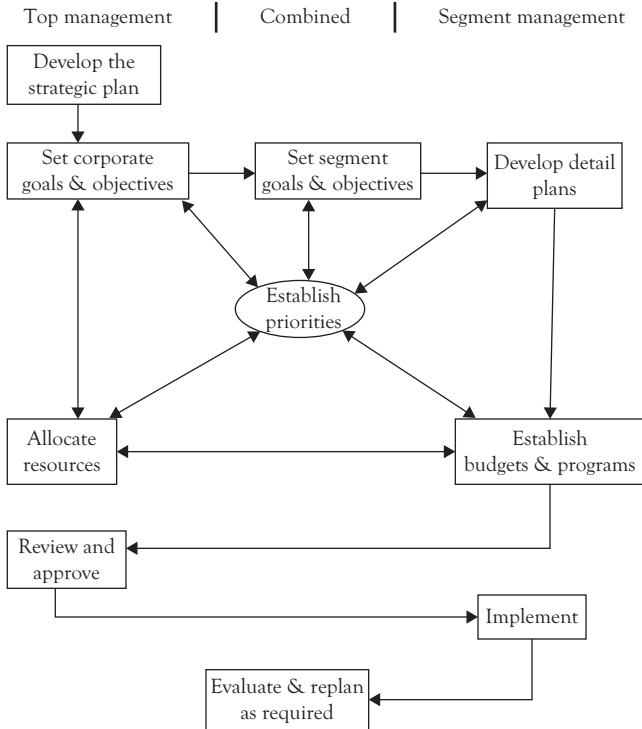 Top management
Combined
Segment management
Develop the
strategic plan
Set corporate
goals & objectives
Set segment
goals & objectives
Develop detail
plans
Establish
priorities
Allocate
resources
Establish
budgets & programs
Review and
approve
Implement
Evaluate & replan
as required